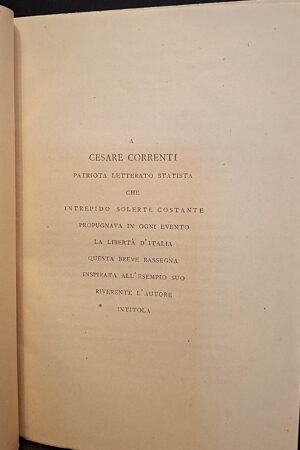 A
CESARE CORRENTI
PATRIOTA LETTERATO STATISTA
CHE
INTREPIDO SOLERTE COSTANTE
PROPUGNAVA IN OGNI EVENTO
LA LIBERTÀ D'ITALIA
QUESTA BREVE RASSEGNA
INSPIRATA ALL'ESEMPIO SUO
RIVERENTE L'AUTORE
INTITOLA